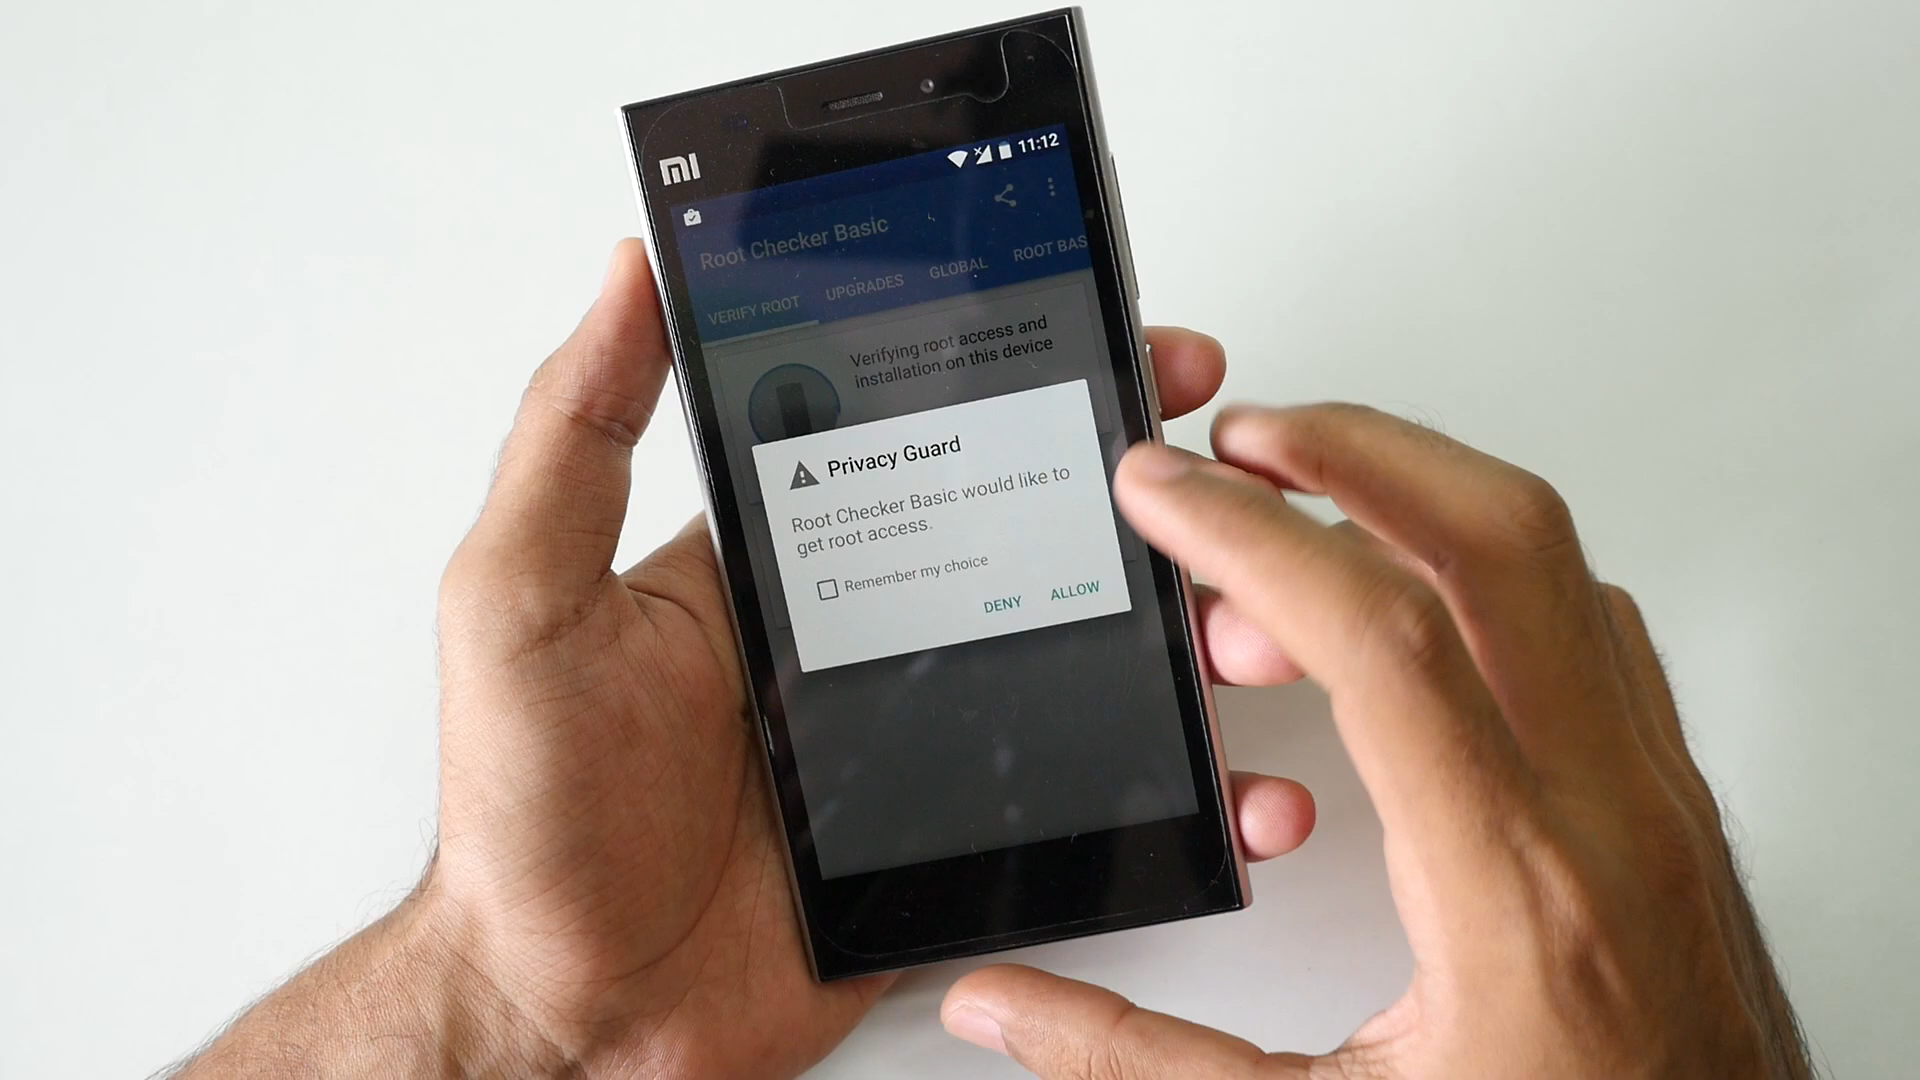 MI
11:12
Root Checker Basic
VERIFY ROOT UPGRADES GLOBAL ROOT BAS
Verifying root access and
installation on this device
Privacy Guard
Root Checker Basic would like to
get root access.
Remember my choice
DENY ALLOW